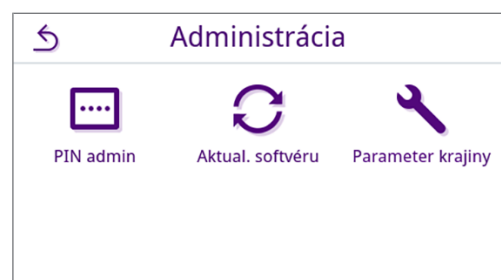 Administrácia
PIN admin
Aktual. softvéru
Parameter krajiny